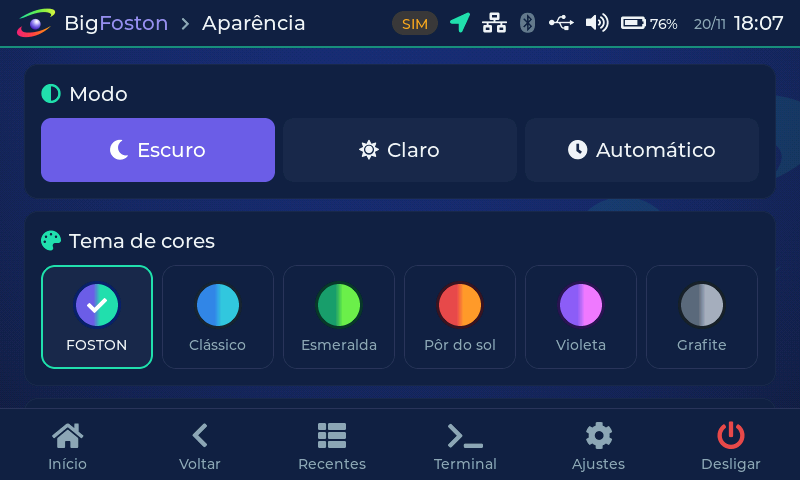 BigFoston > Aparência SIM 76% 20/11 18:07
Modo
Escuro Claro Automático
Tema de cores
FOSTON Clássico Esmeralda Pôr do sol Violeta Grafite
Início Voltar Recentes Terminal Ajustes Desligar